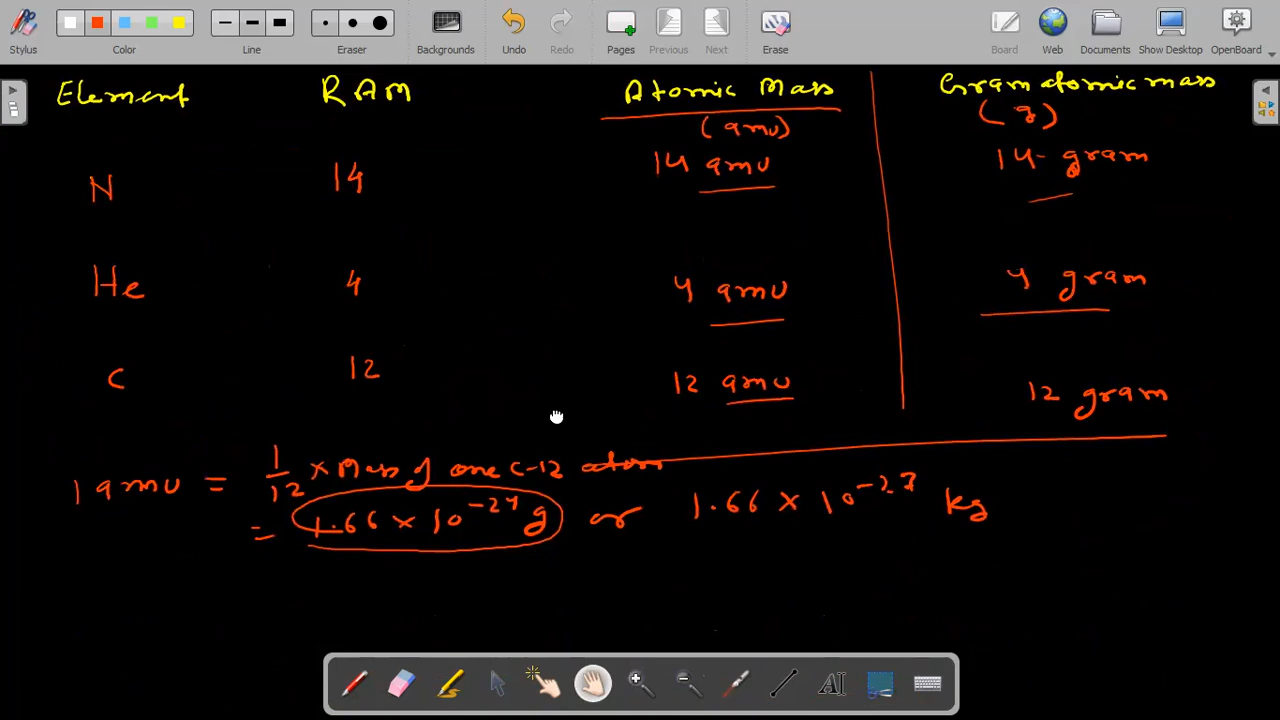 Stylus Color Line Eraser Backgrounds Undo Redo Pages Previous Next Erase Board Web Documents Show Desktop OpenBoard
Element RAM Atomic Mass Gram atomic mass
(amu) (g)
N 14 14 amu 14 gram
He 4 4 amu 4 gram
C 12 12 amu 12 gram
1 amu = 1/12 × Mass of one C-12 atom
= 1.66 × 10⁻²⁴ g or 1.66 × 10⁻²⁷ kg
AI